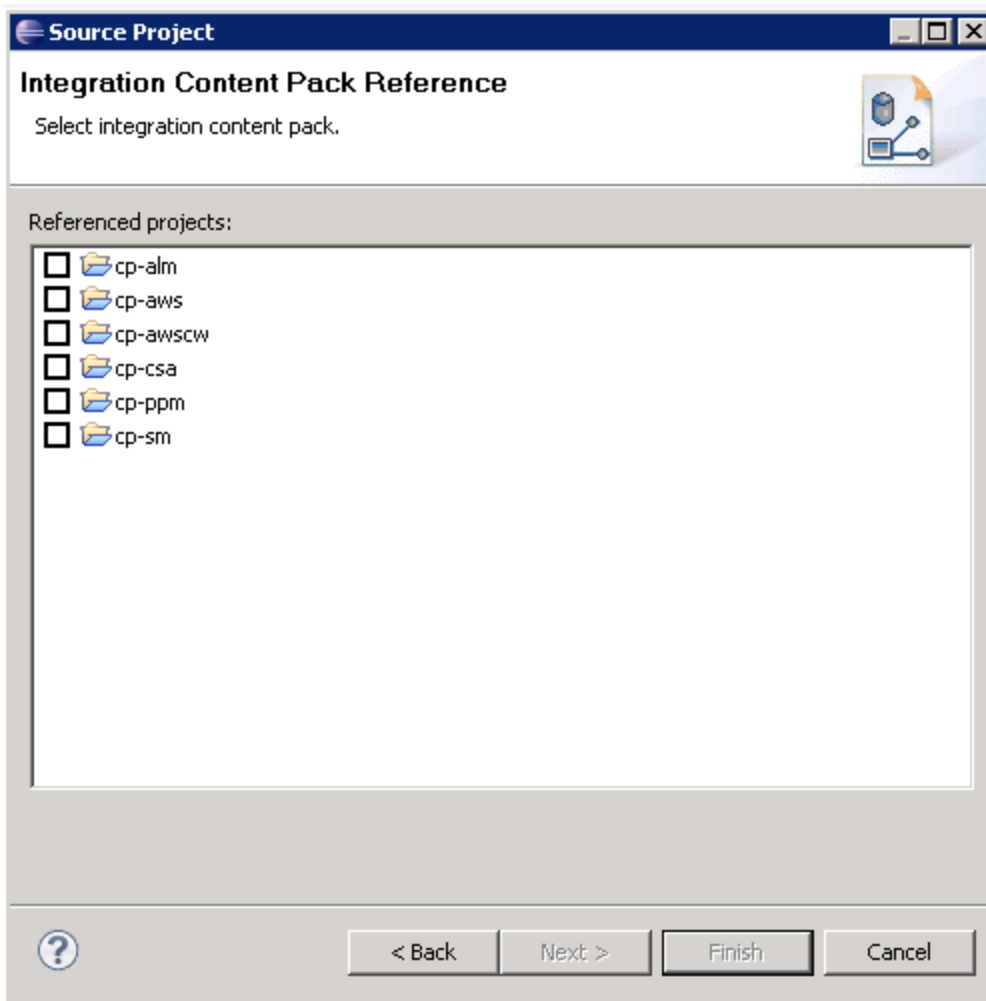 Source Project
Integration Content Pack Reference
Select integration content pack.
Referenced projects:
cp-alm
cp-aws
cp-awscw
cp-csa
cp-ppm
cp-sm
? < Back Next > Finish Cancel